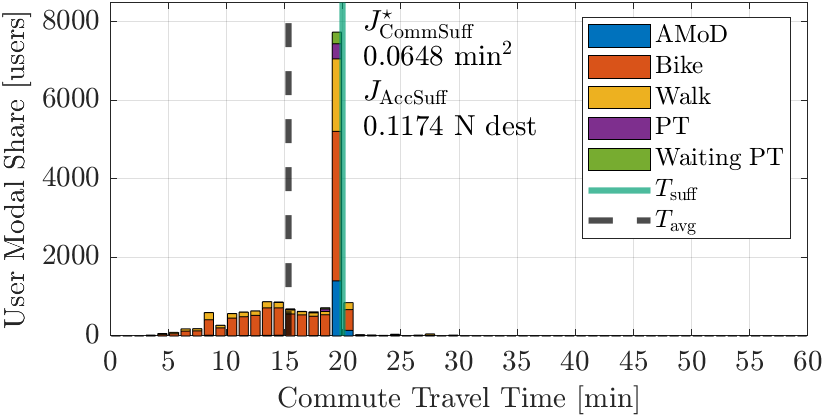 User Modal Share [users]
8000
6000
4000
2000
0
J⋆CommSuff
0.0648 min²
JAccSuff
0.1174 N dest
AMoD
Bike
Walk
PT
Waiting PT
Tsuff
Tavg
0 5 10 15 20 25 30 35 40 45 50 55 60
Commute Travel Time [min]